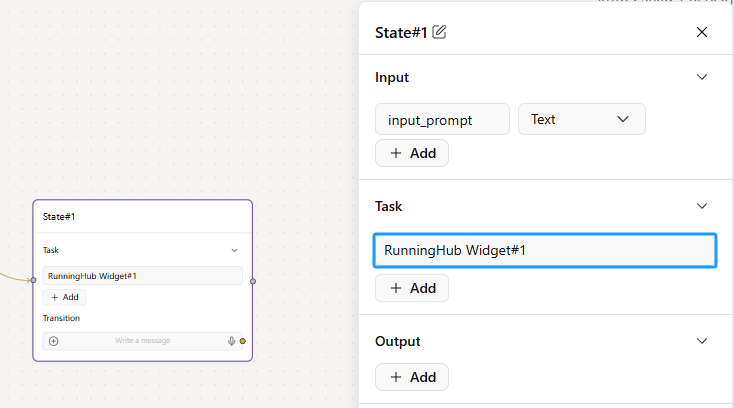 State#1
Task
RunningHub Widget#1
+ Add
Transition
Write a message
State#1
Input
input_prompt
Text
+ Add
Task
RunningHub Widget#1
+ Add
Output
+ Add